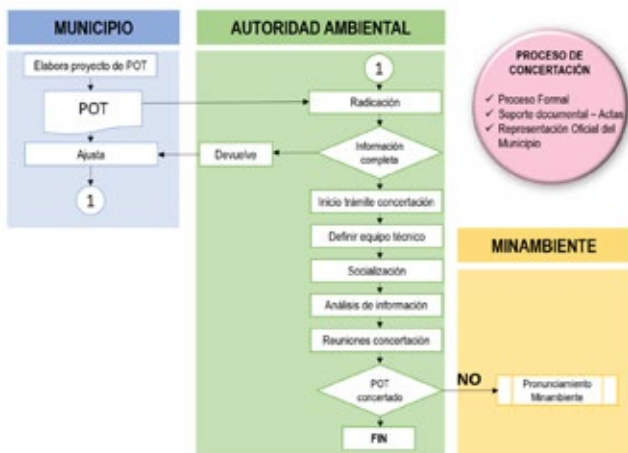 MUNICIPIO
Elabora proyecto de POT
POT
Ajusta
1
AUTORIDAD AMBIENTAL
1
Radicación
Información
completa
Devuelve
Inicio trámite concertación
Definir equipo técnico
Socialización
Análisis de información
Reuniones concertación
POT
concertado
FIN
NO
PROCESO DE
CONCERTACIÓN
✓ Proceso Formal
✓ Soporte documental – Actas
✓ Representación Oficial del
Municipio
MINAMBIENTE
Pronunciamiento
Minambiente